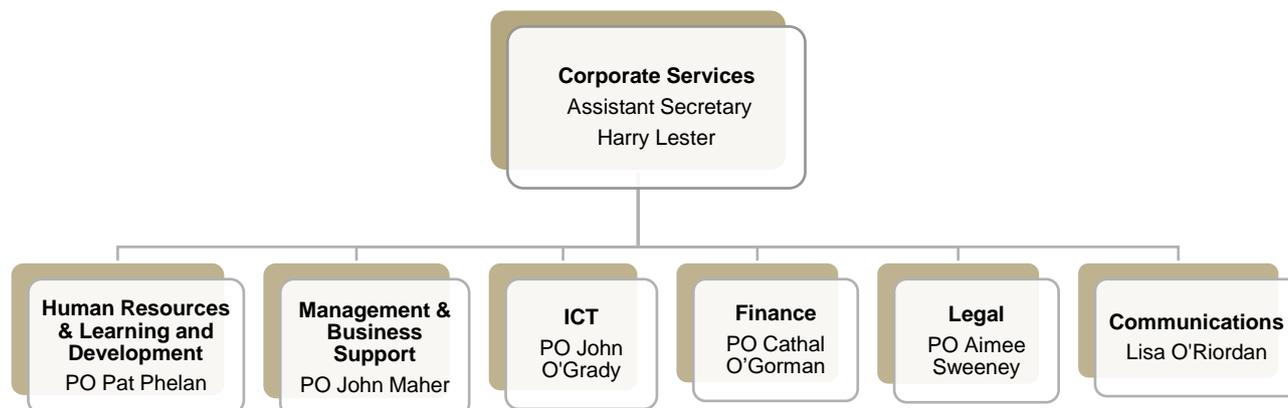 Corporate Services
Assistant Secretary
Harry Lester
Human Resources
& Learning and
Development
PO Pat Phelan
Management &
Business
Support
PO John Maher
ICT
PO John
O'Grady
Finance
PO Cathal
O’Gorman
Legal
PO Aimee
Sweeney
Communications
Lisa O'Riordan